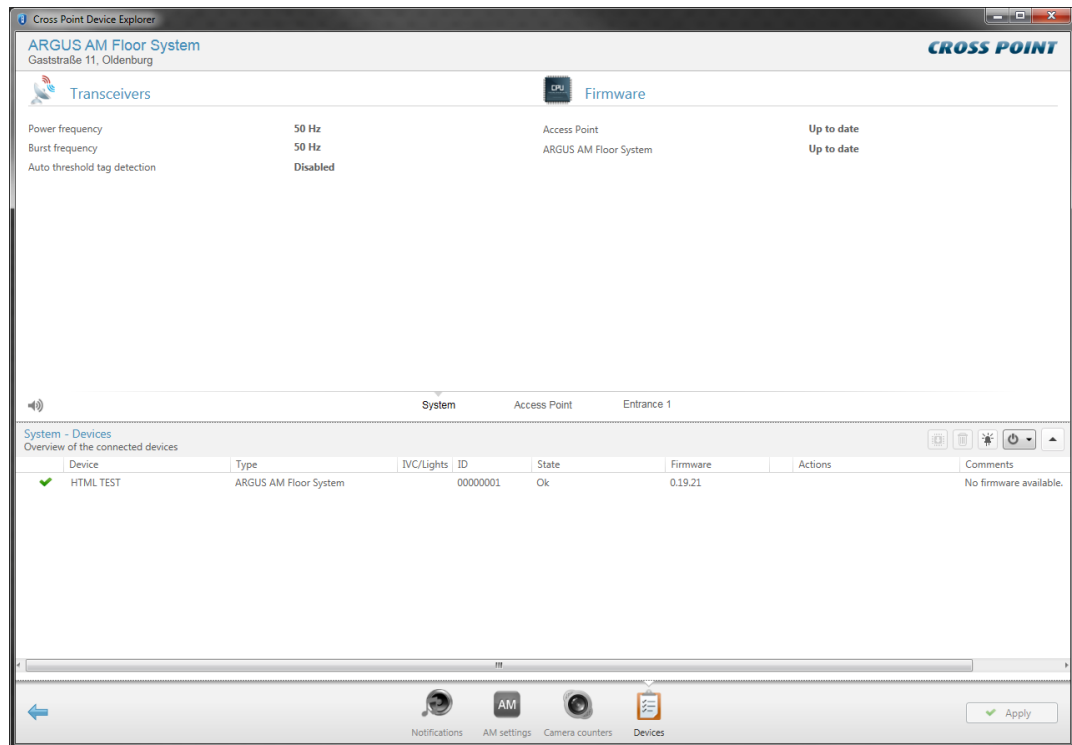 Cross Point Device Explorer
ARGUS AM Floor System
Gaststraße 11, Oldenburg
CROSS POINT
Transceivers
CPU
Firmware
Power frequency 50 Hz
Burst frequency 50 Hz
Auto threshold tag detection Disabled
Access Point Up to date
ARGUS AM Floor System Up to date
System Access Point Entrance 1
System - Devices
Overview of the connected devices
Device Type IVC/Lights ID State Firmware Actions Comments
HTML TEST ARGUS AM Floor System 00000001 Ok 0.19.21 No firmware available.
AM
Notifications AM settings Camera counters Devices
Apply